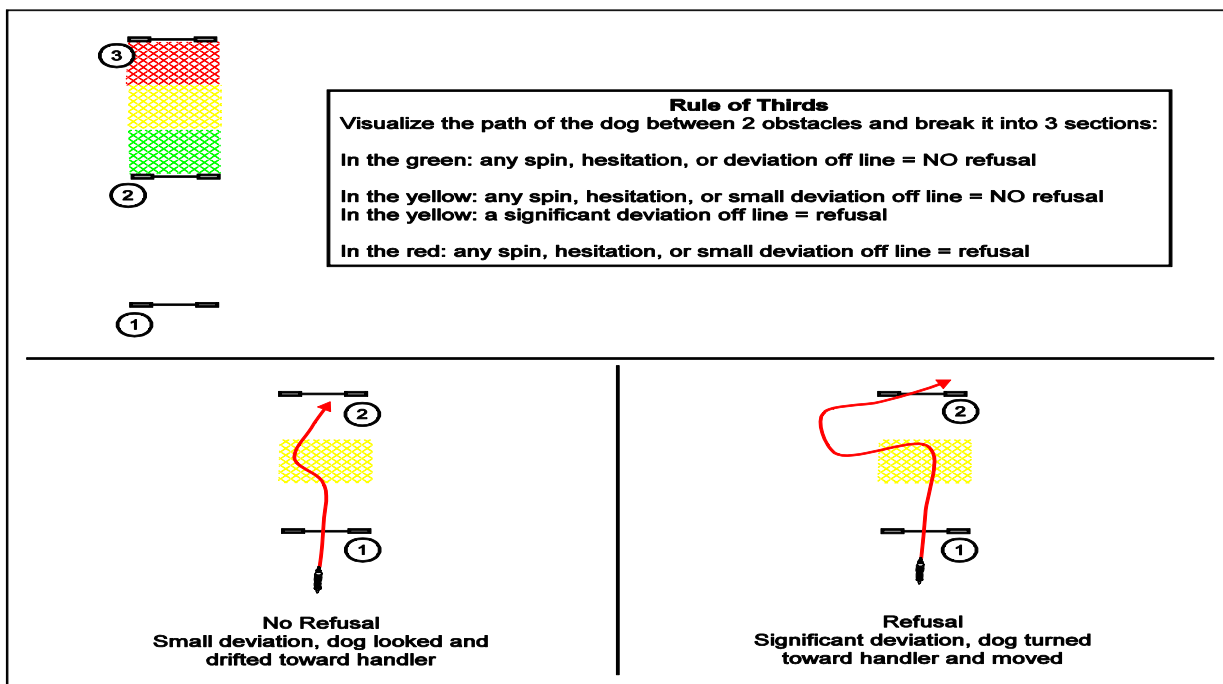 3
2
1
Rule of Thirds
Visualize the path of the dog between 2 obstacles and break it into 3 sections:
In the green: any spin, hesitation, or deviation off line = NO refusal
In the yellow: any spin, hesitation, or small deviation off line = NO refusal
In the yellow: a significant deviation off line = refusal
In the red: any spin, hesitation, or small deviation off line = refusal
2
1
No Refusal
Small deviation, dog looked and
drifted toward handler
2
1
Refusal
Significant deviation, dog turned
toward handler and moved